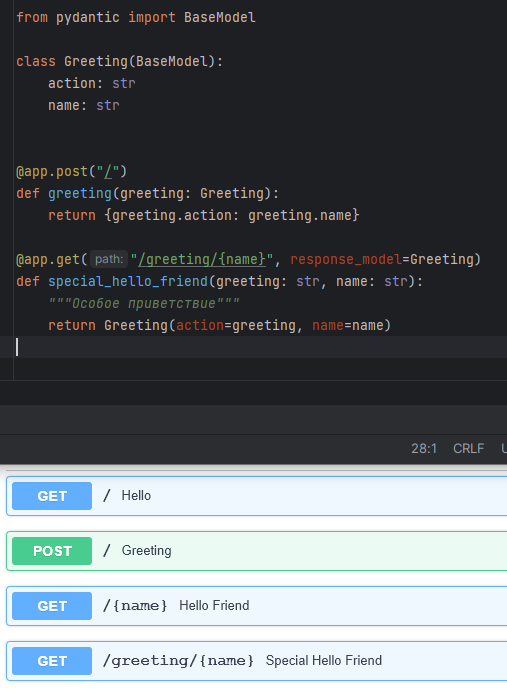 from pydantic import BaseModel
class Greeting(BaseModel):
    action: str
    name: str
@app.post("/")
def greeting(greeting: Greeting):
    return {greeting.action: greeting.name}
@app.get( path: "/greeting/{name}", response_model=Greeting)
def special_hello_friend(greeting: str, name: str):
    """Особое приветствие"""
    return Greeting(action=greeting, name=name)
28:1 CRLF U
GET / Hello
POST / Greeting
GET /{name} Hello Friend
GET /greeting/{name} Special Hello Friend